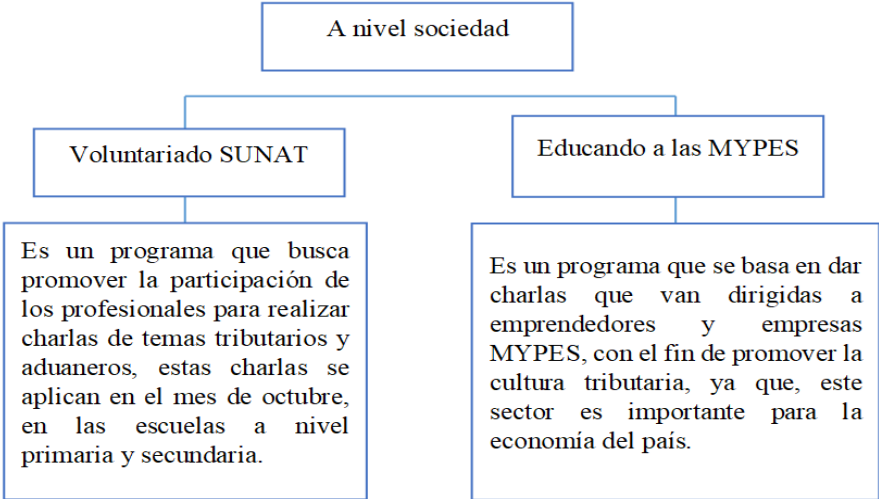 A nivel sociedad
Voluntariado SUNAT
Educando a las MYPES
Es un programa que busca
promover la participación de
los profesionales para realizar
charlas de temas tributarios y
aduaneros, estas charlas se
aplican en el mes de octubre,
en las escuelas a nivel
primaria y secundaria.
Es un programa que se basa en dar
charlas que van dirigidas a
emprendedores y empresas
MYPES, con el fin de promover la
cultura tributaria, ya que, este
sector es importante para la
economía del país.